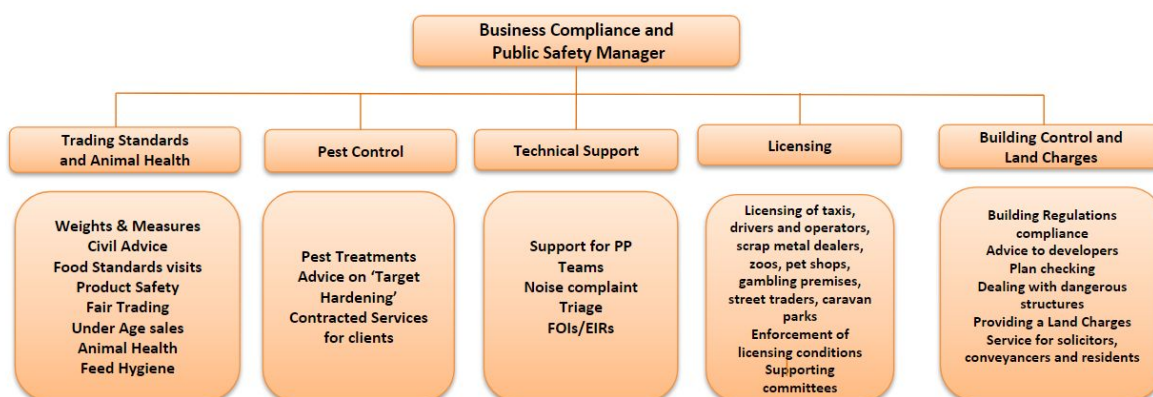 Business Compliance and
Public Safety Manager
Trading Standards
and Animal Health
Pest Control
Technical Support
Licensing
Building Control and
Land Charges
Weights & Measures
Civil Advice
Food Standards visits
Product Safety
Fair Trading
Under Age sales
Animal Health
Feed Hygiene
Pest Treatments
Advice on ‘Target
Hardening’
Contracted Services
for clients
Support for PP
Teams
Noise complaint
Triage
FOIs/EIRs
Licensing of taxis,
drivers and operators,
scrap metal dealers,
zoos, pet shops,
gambling premises,
street traders, caravan
parks
Enforcement of
licensing conditions
Supporting
committees
Building Regulations
compliance
Advice to developers
Plan checking
Dealing with dangerous
structures
Providing a Land Charges
Service for solicitors,
conveyancers and residents